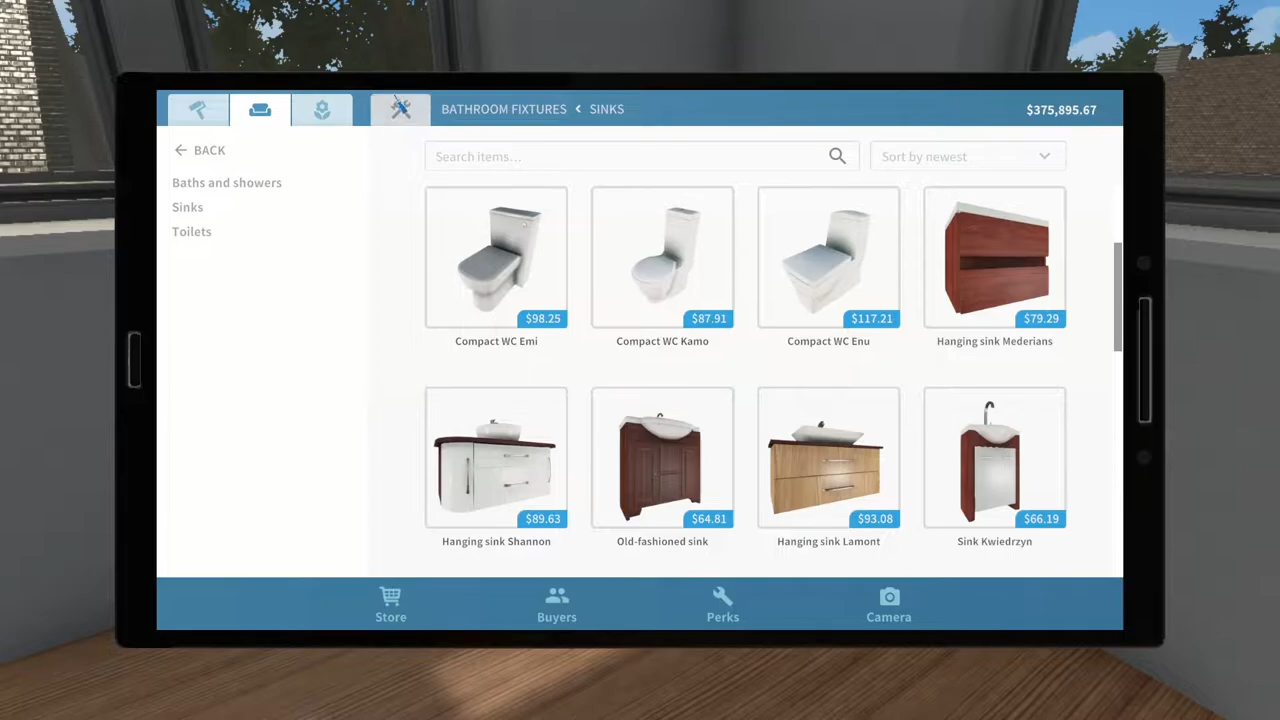 BATHROOM FIXTURES < SINKS
$375,895.67
BACK
Search items...
Sort by newest
Baths and showers
Sinks
Toilets
$98.25
$87.91
$117.21
$79.29
Compact WC Emi
Compact WC Kamo
Compact WC Enu
Hanging sink Mederians
$89.63
$64.81
$93.08
$66.19
Hanging sink Shannon
Old-fashioned sink
Hanging sink Lamont
Sink Kwiedrzyn
Store
Buyers
Perks
Camera